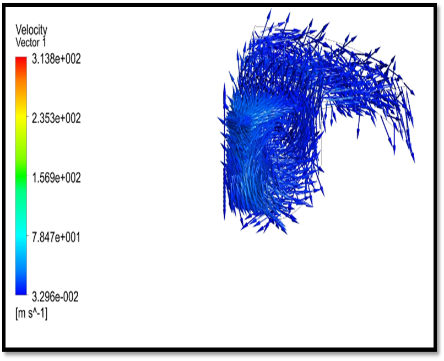 Velocity
Vector 1
3.138e+002
2.353e+002
1.569e+002
7.847e+001
3.296e-002
[m s^-1]